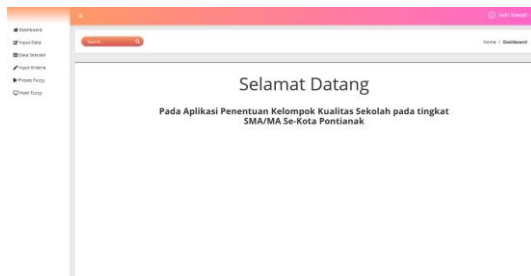 Dashboard
Input Data
Data Sekolah
Input Kriteria
Proses Fuzzy
Hasil Fuzzy
Search...
Home / Dashboard
Selamat Datang
Pada Aplikasi Penentuan Kelompok Kualitas Sekolah pada tingkat
SMA/MA Se-Kota Pontianak